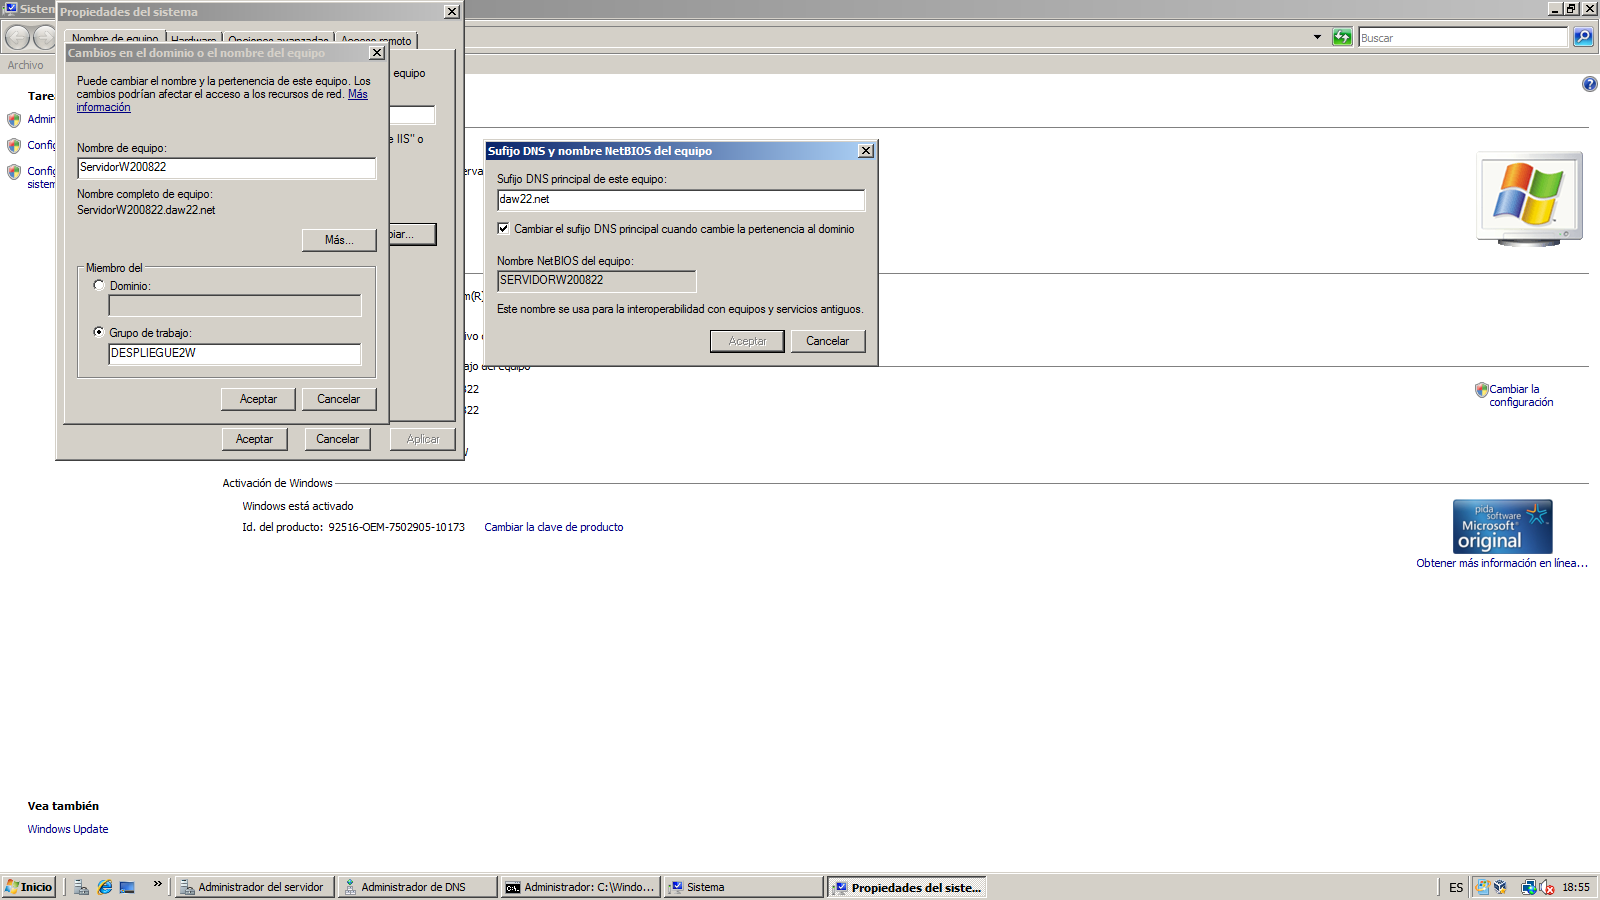 Sistem
Propiedades del sistema
Nombre de equipo
Hardware
Opciones avanzadas
Acceso remoto
Buscar
Archivo
Cambios en el dominio o el nombre del equipo
Puede cambiar el nombre y la pertenencia de este equipo. Los
cambios podrían afectar el acceso a los recursos de red. Más
información
equipo
e IIS" o
Nombre de equipo:
ServidorW200822
Nombre completo de equipo:
ServidorW200822.daw22.net
Más...
iar...
Miembro del
Dominio:
Grupo de trabajo:
DESPLIEGUE2W
Aceptar
Cancelar
Aceptar
Cancelar
Aplicar
Tare
Admir
Config
Config
sistem
Sufijo DNS y nombre NetBIOS del equipo
Sufijo DNS principal de este equipo:
daw22.net
Cambiar el sufijo DNS principal cuando cambie la pertenencia al dominio
Nombre NetBIOS del equipo:
SERVIDORW200822
Este nombre se usa para la interoperabilidad con equipos y servicios antiguos.
Aceptar
Cancelar
erva
m(R)
ivo
ajo del equipo
322
322
Cambiar la
configuración
Activación de Windows
Windows está activado
Id. del producto: 92516-OEM-7502905-10173
Cambiar la clave de producto
pida
software
Microsoft®
original
Obtener más información en línea...
Vea también
Windows Update
Inicio
»
Administrador del servidor
Administrador de DNS
Administrador: C:\Windo...
Sistema
Propiedades del siste...
ES
18:55